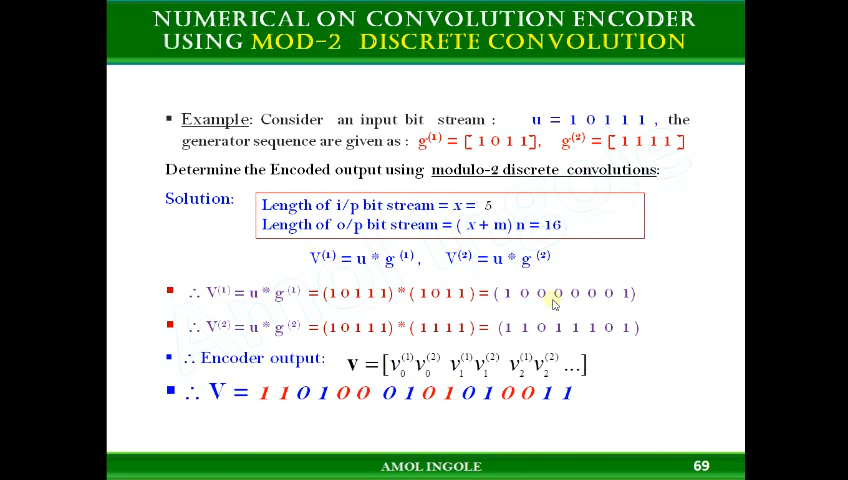 NUMERICAL ON CONVOLUTION ENCODER
USING MOD-2 DISCRETE CONVOLUTION
▪ Example: Consider an input bit stream : u = 1 0 1 1 1 , the
generator sequence are given as : g⁽¹⁾ = [ 1 0 1 1], g⁽²⁾ = [ 1 1 1 1 ]
Determine the Encoded output using modulo-2 discrete convolutions:
Solution:
Length of i/p bit stream = x = 5
Length of o/p bit stream = ( x + m) n = 16
V⁽¹⁾ = u * g ⁽¹⁾ , V⁽²⁾ = u * g ⁽²⁾
▪ ∴ V⁽¹⁾ = u * g ⁽¹⁾ = (1 0 1 1 1) * ( 1 0 1 1 ) = ( 1 0 0 0 0 0 0 1)
▪ ∴ V⁽²⁾ = u * g ⁽²⁾ = (1 0 1 1 1) * ( 1 1 1 1 ) = ( 1 1 0 1 1 1 0 1 )
▪ ∴ Encoder output: v = [v₀⁽¹⁾v₀⁽²⁾ v₁⁽¹⁾v₁⁽²⁾ v₂⁽¹⁾v₂⁽²⁾ ...]
▪ ∴ V = 1 1 0 1 0 0 0 1 0 1 0 1 0 0 1 1
AMOL INGOLE 69